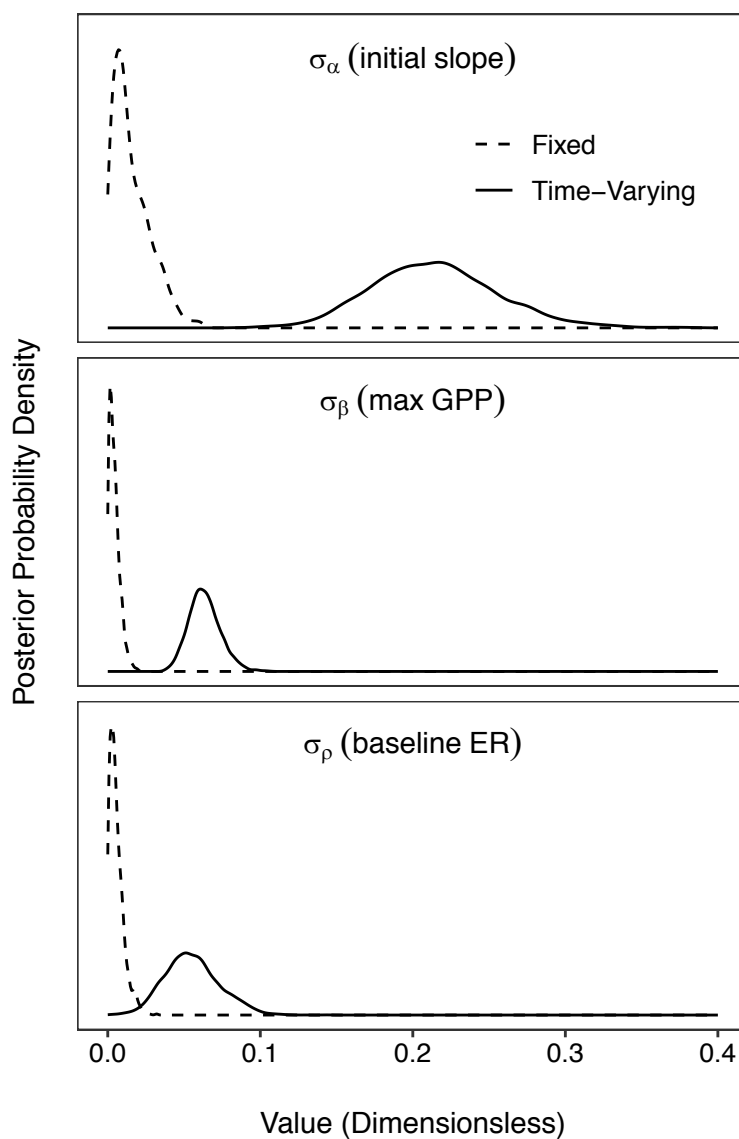 σα (initial slope)
Fixed
Time−Varying
σβ (max GPP)
Posterior Probability Density
σρ (baseline ER)
0.0 0.1 0.2 0.3 0.4
Value (Dimensionless)